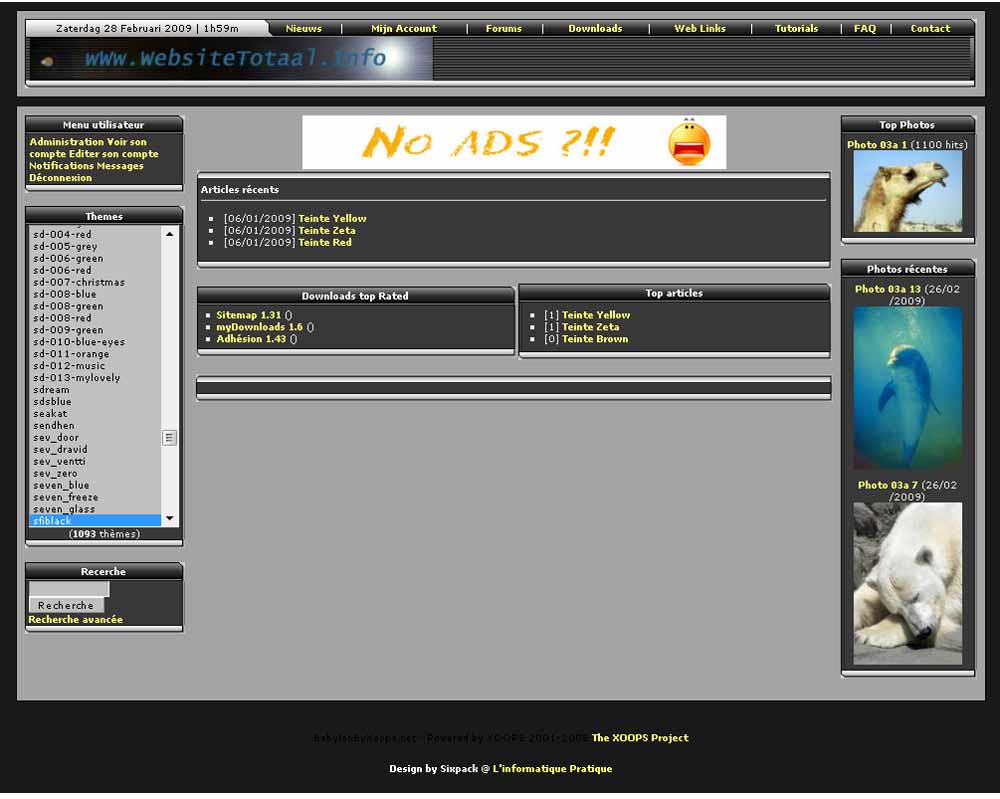 Zaterdag 28 Februari 2009 | 1h59m
Nieuws | Mijn Account | Forums | Downloads | Web Links | Tutorials | FAQ | Contact
www.WebsiteTotaal.Info
Menu utilisateur
Administration Voir son
compte Editer son compte
Notifications Messages
Déconnexion
Themes
sd-004-red
sd-005-grey
sd-006-green
sd-006-red
sd-007-christmas
sd-008-blue
sd-008-green
sd-008-red
sd-009-green
sd-010-blue-eyes
sd-011-orange
sd-012-music
sd-013-mylovely
sdream
sdsblue
seakat
sendhen
sev_door
sev_dravid
sev_ventti
sev_zero
seven_blue
seven_freeze
seven_glass
sfiblack
(1093 thèmes)
Recerche
Recherche
Recherche avancée
No ADS ?!!
Articles récents
[06/01/2009] Teinte Yellow
[06/01/2009] Teinte Zeta
[06/01/2009] Teinte Red
Downloads top Rated
Sitemap 1.31 ()
myDownloads 1.6 ()
Adhésion 1.43 ()
Top articles
[1] Teinte Yellow
[1] Teinte Zeta
[0] Teinte Brown
Top Photos
Photo 03a 1 (1100 hits)
Photos récentes
Photo 03a 13 (26/02
/2009)
Photo 03a 7 (26/02
/2009)
BabylonByXoops.net - Powered by XOOPS 2001-2008 The XOOPS Project
Design by Sixpack @ L'informatique Pratique